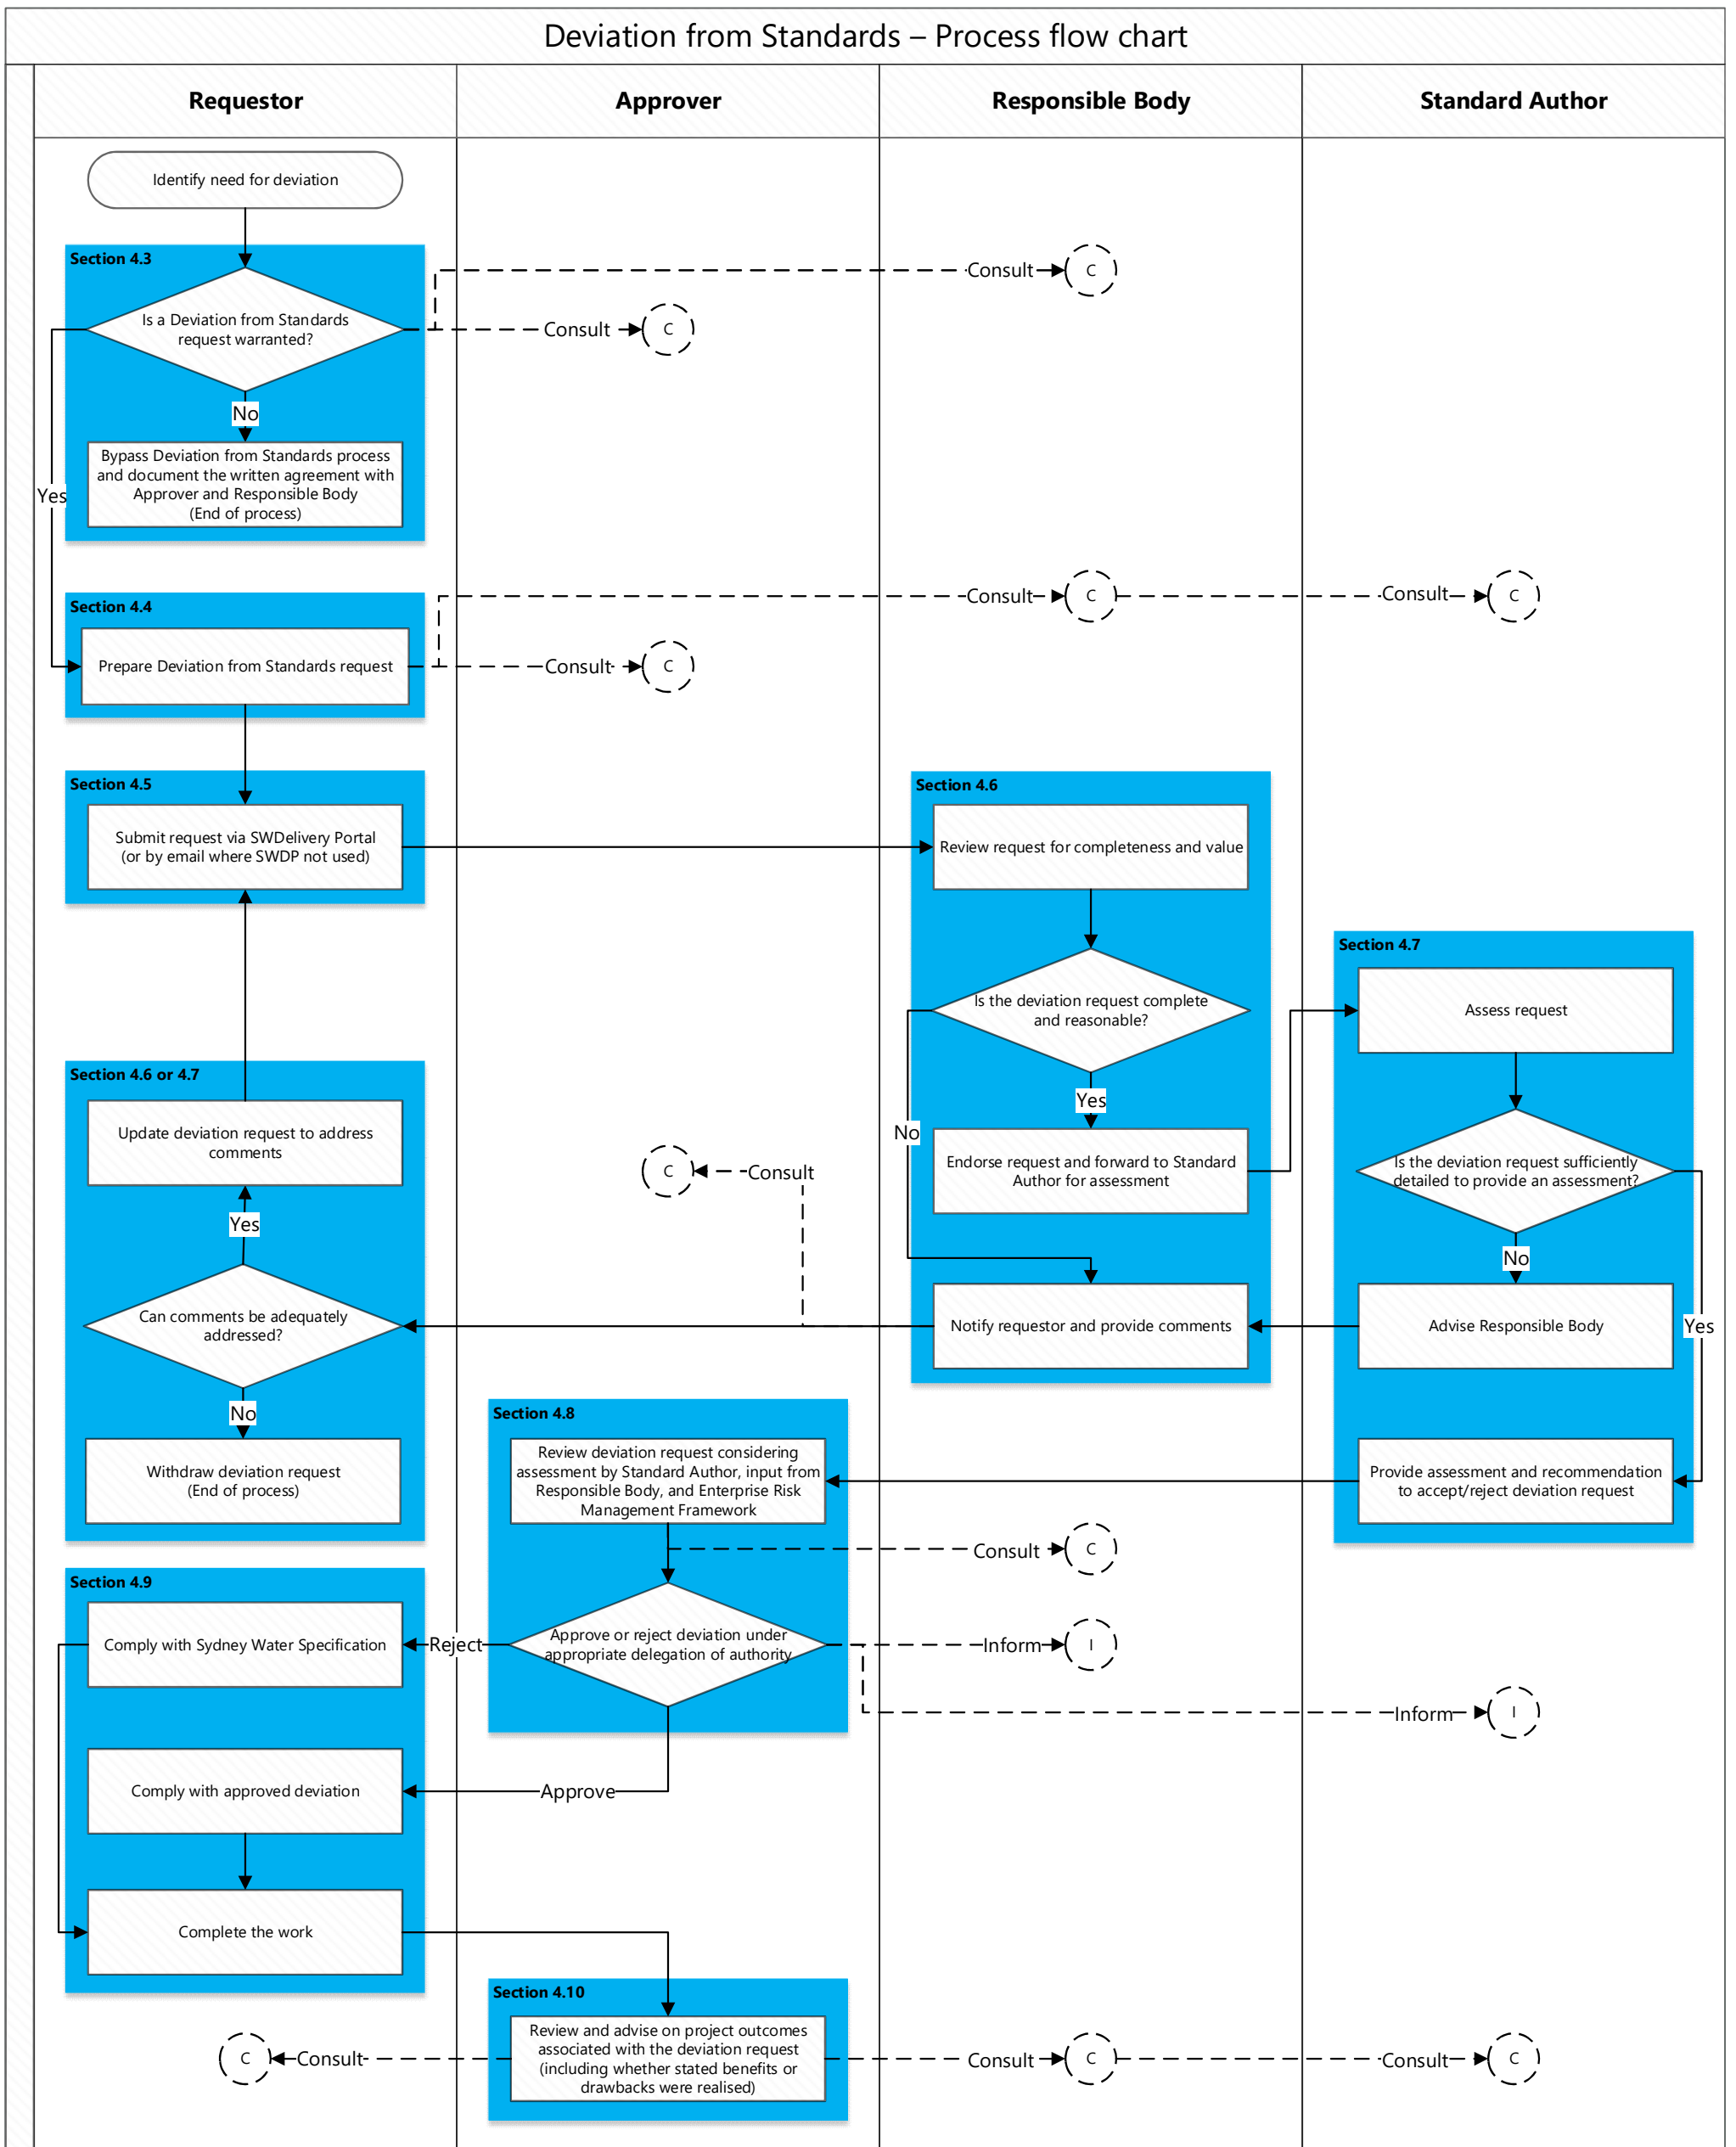 Deviation from Standards – Process flow chart
Requestor
Approver
Responsible Body
Standard Author
Identify need for deviation
Section 4.3
Is a Deviation from Standards
request warranted?
Consult
C
Consult
C
No
Bypass Deviation from Standards process
and document the written agreement with
Approver and Responsible Body
(End of process)
Yes
Section 4.4
Prepare Deviation from Standards request
Consult
C
Consult
C
Consult
C
Section 4.5
Submit request via SWDelivery Portal
(or by email where SWDP not used)
Section 4.6
Review request for completeness and value
Is the deviation request complete
and reasonable?
Yes
No
Endorse request and forward to Standard
Author for assessment
Notify requestor and provide comments
Section 4.7
Assess request
Is the deviation request sufficiently
detailed to provide an assessment?
No
Yes
Advise Responsible Body
Provide assessment and recommendation
to accept/reject deviation request
Section 4.6 or 4.7
Update deviation request to address
comments
Yes
Can comments be adequately
addressed?
No
Withdraw deviation request
(End of process)
C
Consult
Section 4.8
Review deviation request considering
assessment by Standard Author, input from
Responsible Body, and Enterprise Risk
Management Framework
Consult
C
Approve or reject deviation under
appropriate delegation of authority
Reject
Inform
I
Inform
I
Approve
Section 4.9
Comply with Sydney Water Specification
Comply with approved deviation
Complete the work
Section 4.10
Review and advise on project outcomes
associated with the deviation request
(including whether stated benefits or
drawbacks were realised)
C
Consult
Consult
C
Consult
C